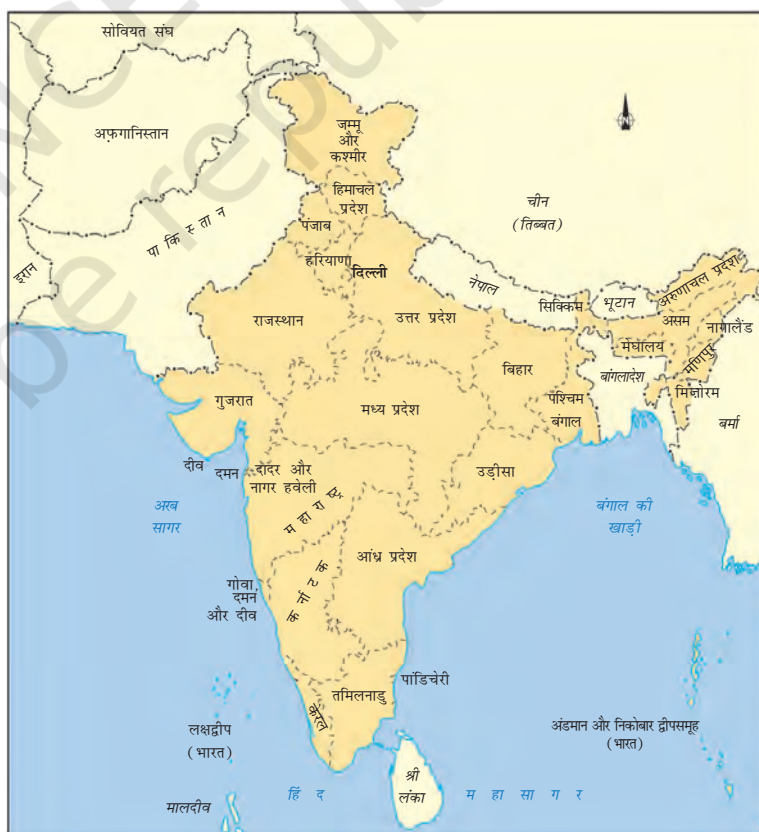 सोवियत संघ
अफ़गानिस्तान
जम्मू
और
कश्मीर
हिमाचल
प्रदेश
चीन
(तिब्बत)
पाकिस्तान
पंजाब
हरियाणा
दिल्ली
इरान
नेपाल
सिक्किम
भूटान
अरुणाचल प्रदेश
राजस्थान
उत्तर प्रदेश
असम
नागालैंड
मेघालय
मणिपुर
बिहार
बांगलादेश
मिज़ोरम
गुजरात
मध्य प्रदेश
पश्चिम
बंगाल
बर्मा
दीव
दमन
दादर और
नागर हवेली
उड़ीसा
महाराष्ट्र
अरब
सागर
बंगाल की
खाड़ी
आंध्र प्रदेश
कर्नाटक
गोवा,
दमन
और दीव
पांडिचेरी
तमिलनाडु
केरल
लक्षद्वीप
(भारत)
अंडमान और निकोबार द्वीपसमूह
(भारत)
श्री
लंका
मालदीव
हिंद महासागर
N